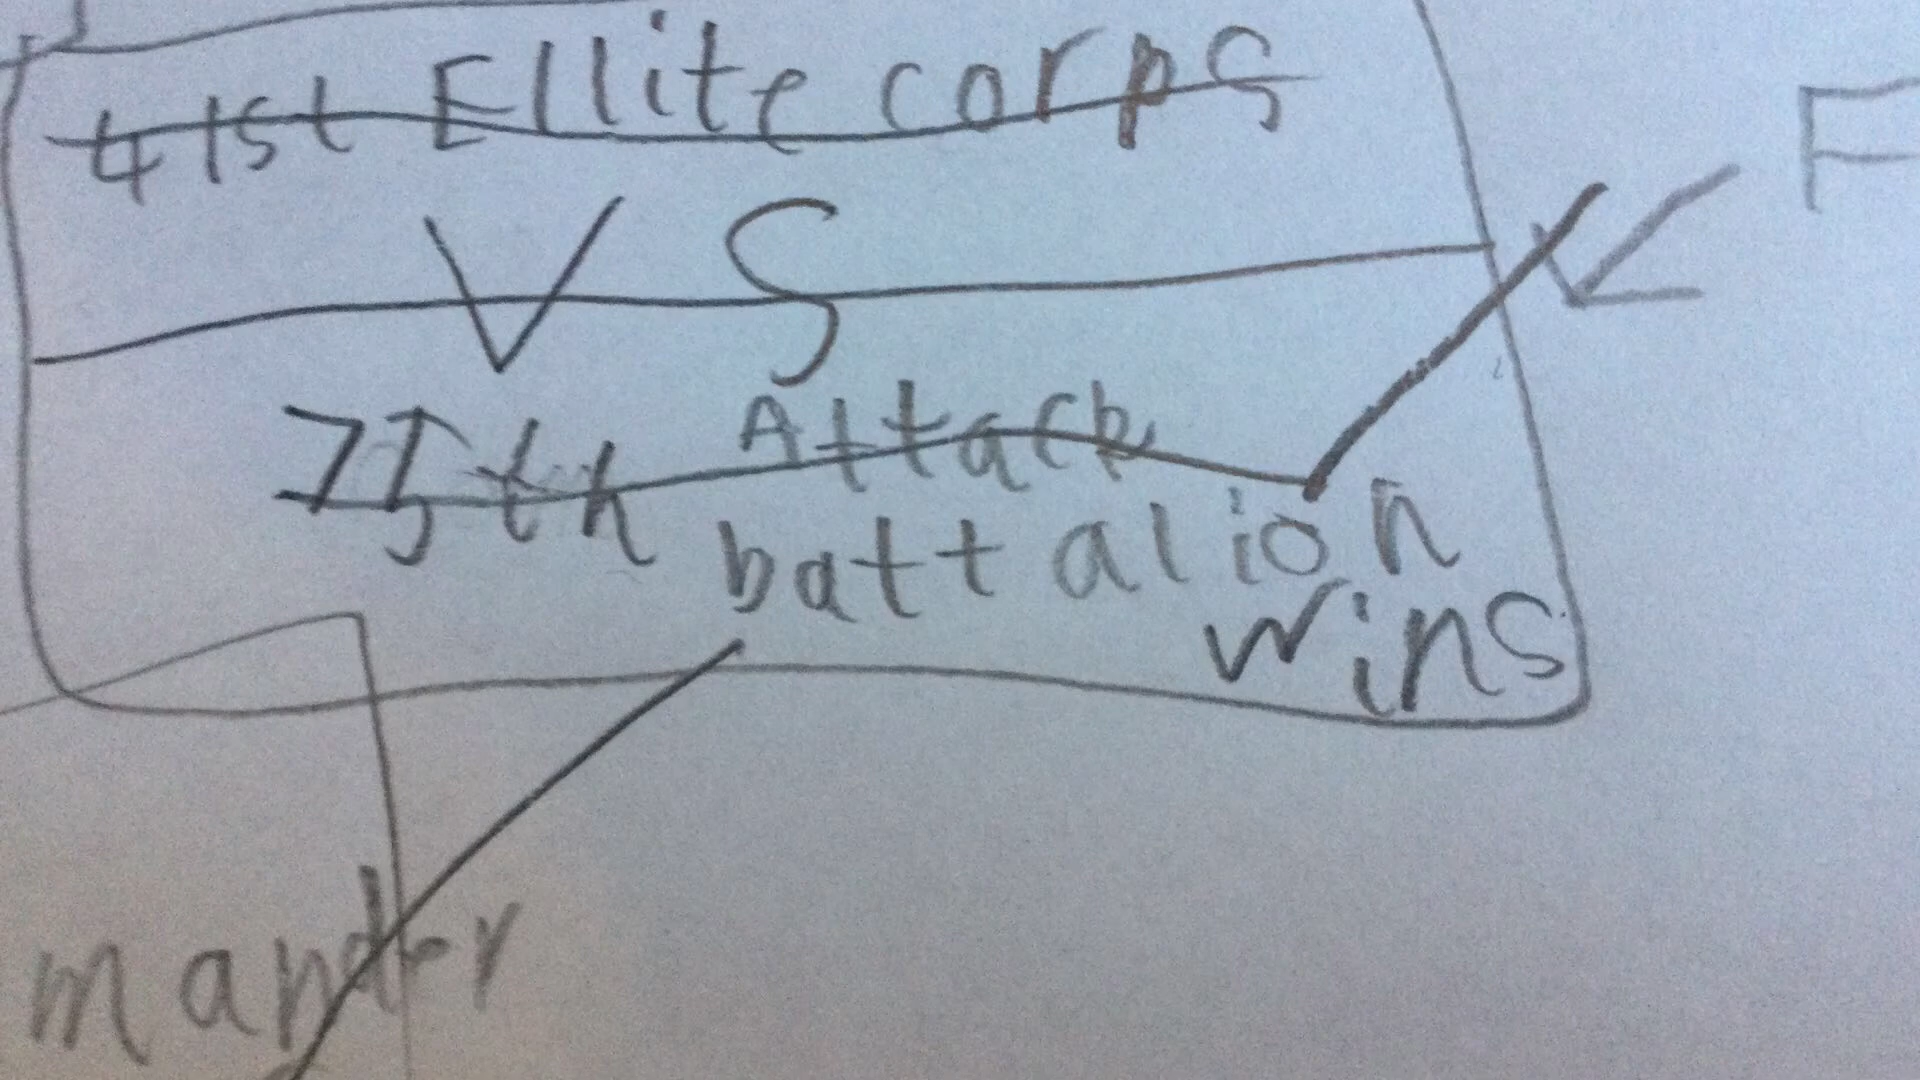 41st Ellite corps
VS
75th Attack
battalion
wins
mander
F